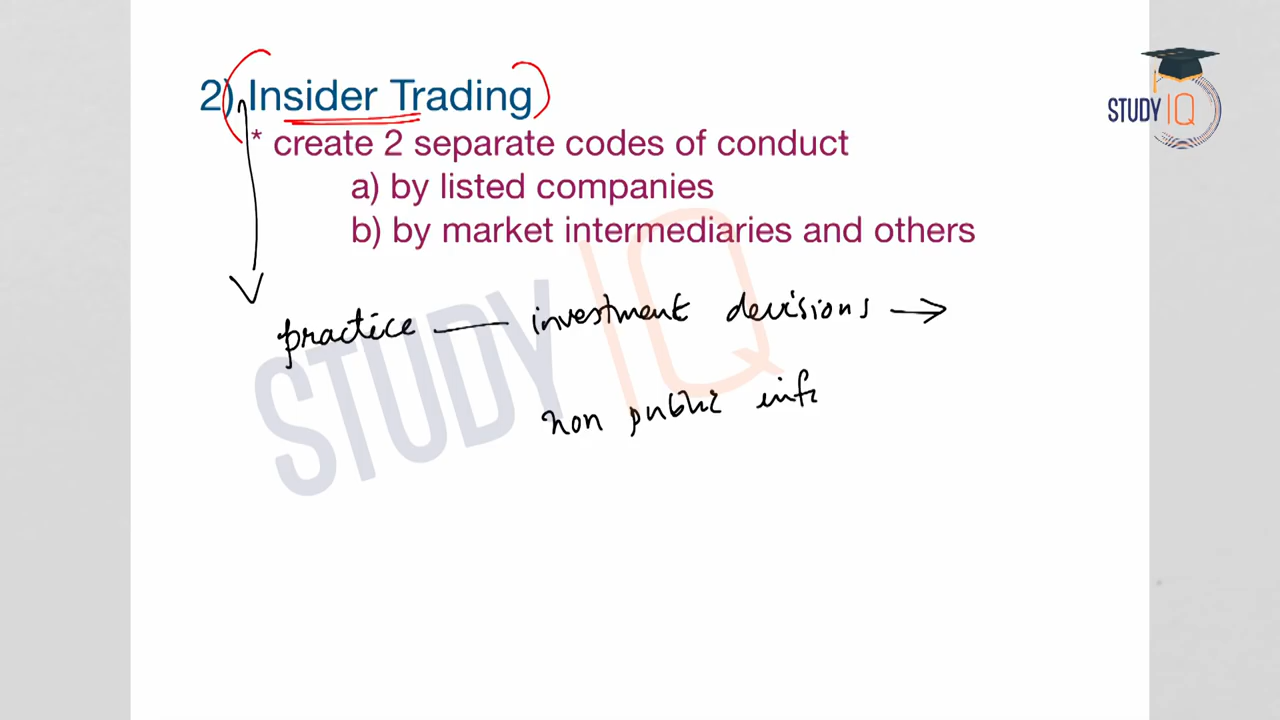 2) Insider Trading
* create 2 separate codes of conduct
a) by listed companies
b) by market intermediaries and others
practice — investment decisions →
non public info
STUDY IQ
STUDY IQ